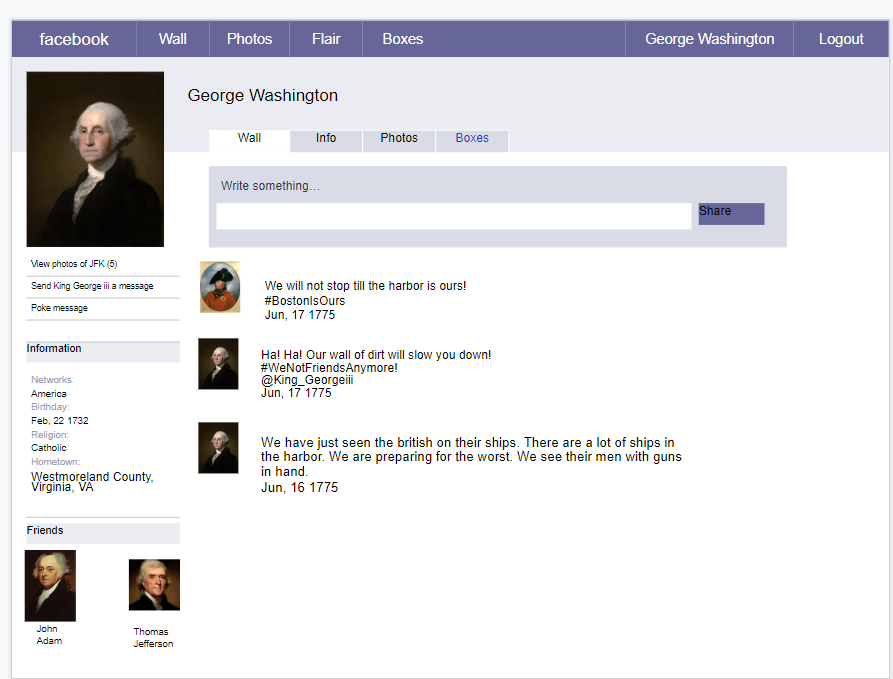 facebook Wall Photos Flair Boxes George Washington Logout
George Washington
Wall Info Photos Boxes
Write something...
Share
View photos of JFK (5)
Send King George iii a message
Poke message
Information
Networks:
America
Birthday:
Feb, 22 1732
Religion:
Catholic
Hometown:
Westmoreland County,
Virginia, VA
Friends
John
Adam
Thomas
Jefferson
We will not stop till the harbor is ours!
#BostonIsOurs
Jun, 17 1775
Ha! Ha! Our wall of dirt will slow you down!
#WeNotFriendsAnymore!
@King_Georgeiii
Jun, 17 1775
We have just seen the british on their ships. There are a lot of ships in
the harbor. We are preparing for the worst. We see their men with guns
in hand.
Jun, 16 1775